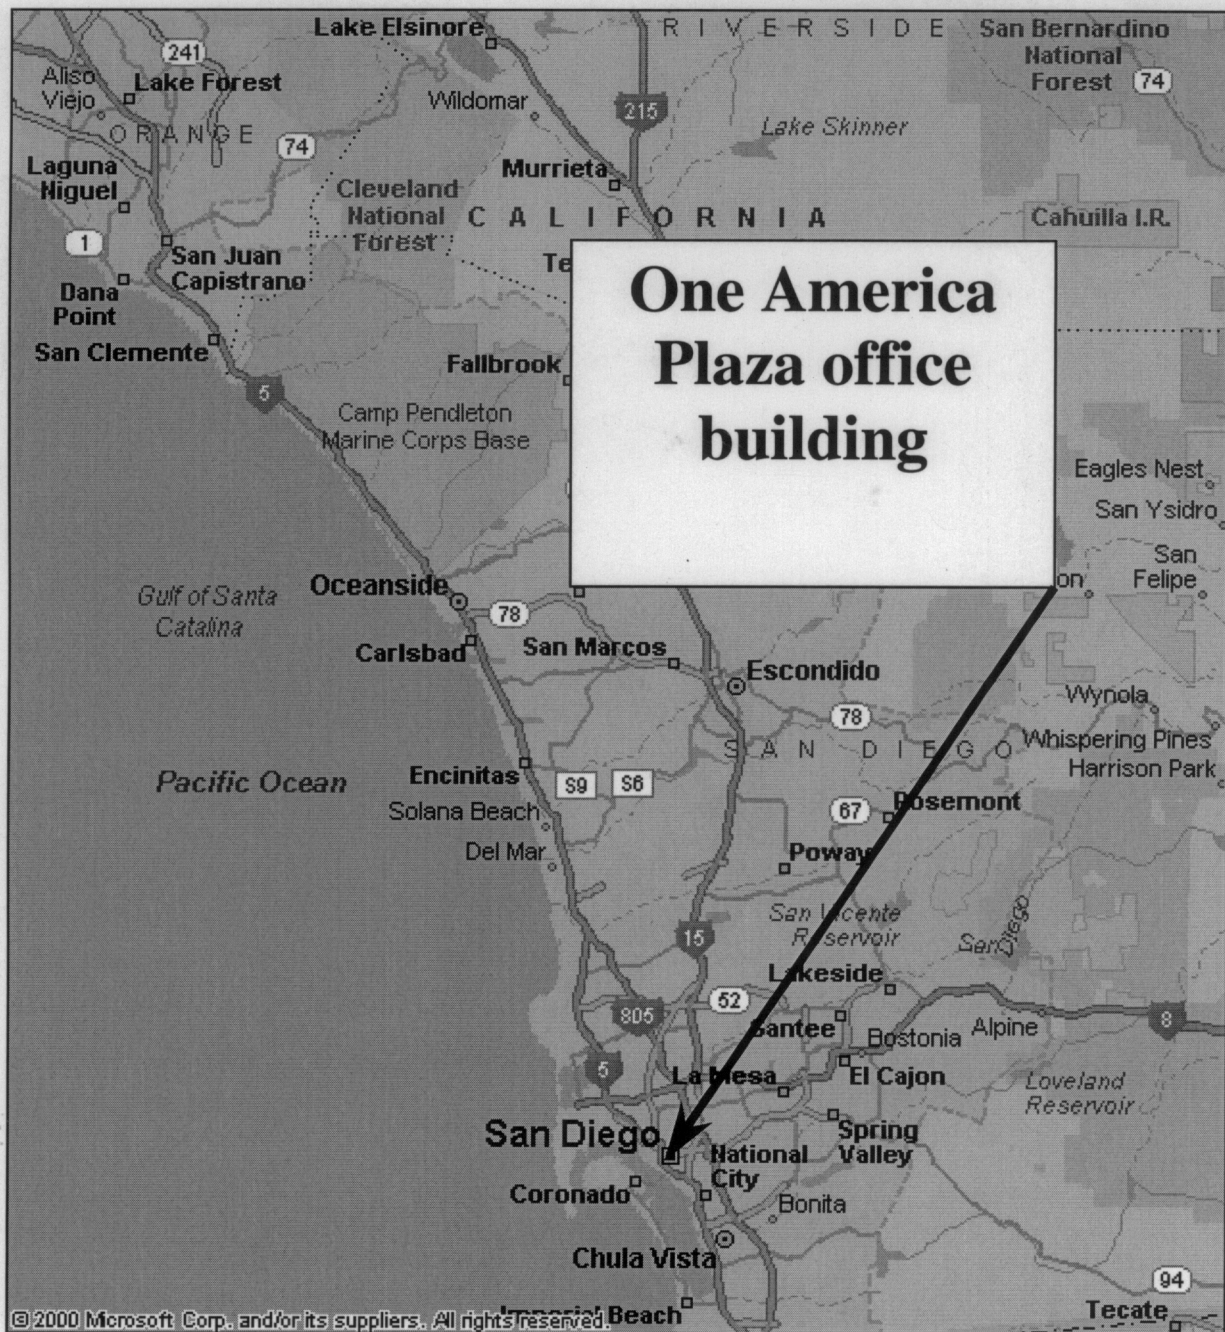 Lake Elsinore
R I V E R S I D E
San Bernardino
National
Forest
241
74
Aliso
Viejo
Lake Forest
Wildomar
215
Lake Skinner
O R A N G E
74
Laguna
Niguel
Murrieta
Cleveland
National
Forest
C A L I F O R N I A
Cahuilla I.R.
1
San Juan
Capistrano
Te
One America
Plaza office
building
Dana
Point
San Clemente
Fallbrook
5
Camp Pendleton
Marine Corps Base
Eagles Nest
San Ysidro
San
Felipe
on
Gulf of Santa
Catalina
Oceanside
78
Carlsbad
San Marcos
Escondido
Wynola
78
S A N D I E G O
Whispering Pines
Harrison Park
Pacific Ocean
Encinitas
S9
S6
Solana Beach
67
Rosemont
Del Mar
Poway
San Vicente
Reservoir
San Diego
15
Lakeside
52
805
Santee
Bostonia
Alpine
8
5
La Mesa
El Cajon
Loveland
Reservoir
San Diego
Spring
Valley
National
City
Coronado
Bonita
Chula Vista
94
Imperial Beach
Tecate
© 2000 Microsoft Corp. and/or its suppliers. All rights reserved.